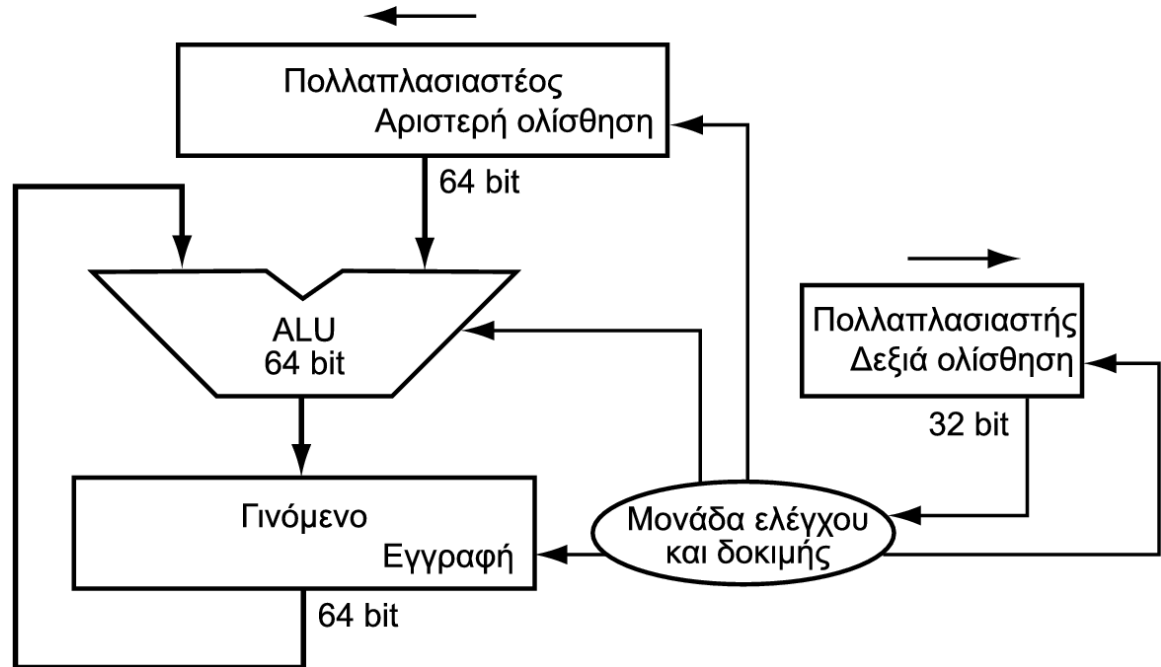 Πολλαπλασιαστέος
Αριστερή ολίσθηση
64 bit
ALU
64 bit
Πολλαπλασιαστής
Δεξιά ολίσθηση
32 bit
Γινόμενο
Εγγραφή
Μονάδα ελέγχου
και δοκιμής
64 bit